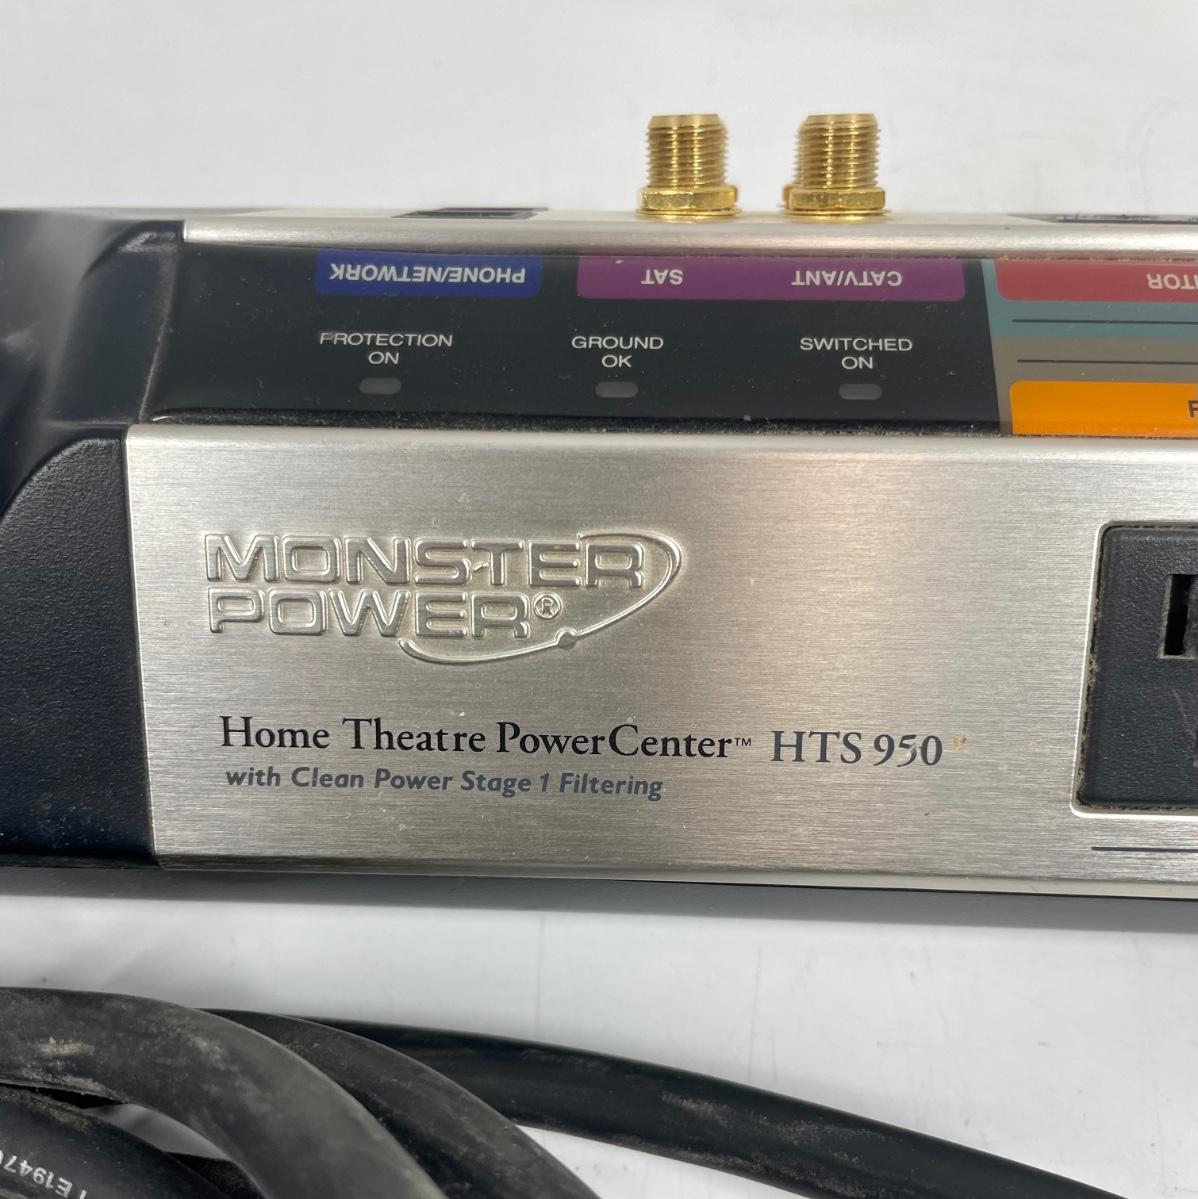 PHONE/NETWORK
SAT
CATV/ANT
PROTECTION
ON
GROUND
OK
SWITCHED
ON
MONSTER
POWER®
Home Theatre PowerCenter™ HTS 950
with Clean Power Stage 1 Filtering